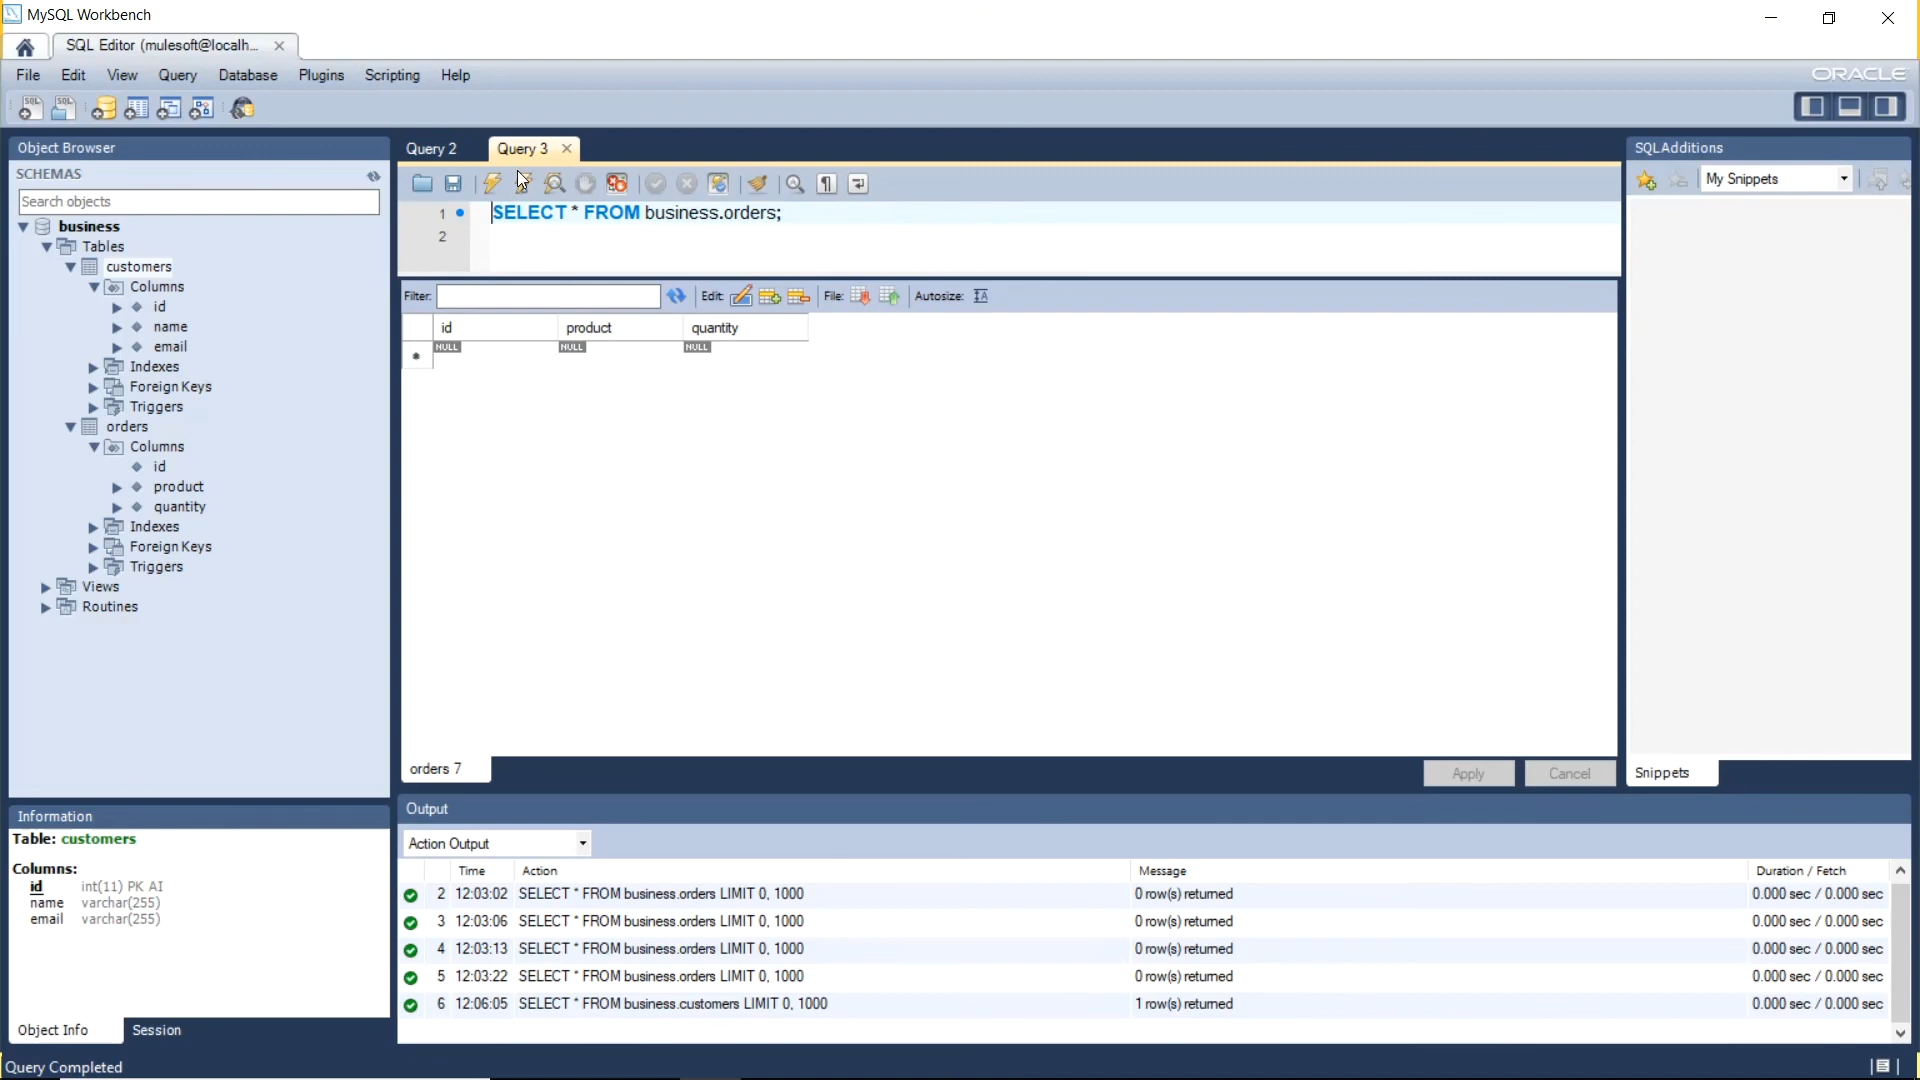 MySQL Workbench
SQL Editor (mulesoft@localh...
File Edit View Query Database Plugins Scripting Help
ORACLE
SQL SQL
Object Browser
SCHEMAS
Search objects
business
Tables
customers
Columns
id
name
email
Indexes
Foreign Keys
Triggers
orders
Columns
id
product
quantity
Indexes
Foreign Keys
Triggers
Views
Routines
Information
Table: customers
Columns:
id int(11) PK AI
name varchar(255)
email varchar(255)
Object Info Session
Query Completed
Query 2 Query 3
1 SELECT * FROM business.orders;
2
Filter: Edit: File: Autosize:
id product quantity
* NULL NULL NULL
orders 7
Apply Cancel
SQLAdditions
My Snippets
Snippets
Output
Action Output
Time Action Message Duration / Fetch
2 12:03:02 SELECT * FROM business.orders LIMIT 0, 1000 0 row(s) returned 0.000 sec / 0.000 sec
3 12:03:06 SELECT * FROM business.orders LIMIT 0, 1000 0 row(s) returned 0.000 sec / 0.000 sec
4 12:03:13 SELECT * FROM business.orders LIMIT 0, 1000 0 row(s) returned 0.000 sec / 0.000 sec
5 12:03:22 SELECT * FROM business.orders LIMIT 0, 1000 0 row(s) returned 0.000 sec / 0.000 sec
6 12:06:05 SELECT * FROM business.customers LIMIT 0, 1000 1 row(s) returned 0.000 sec / 0.000 sec